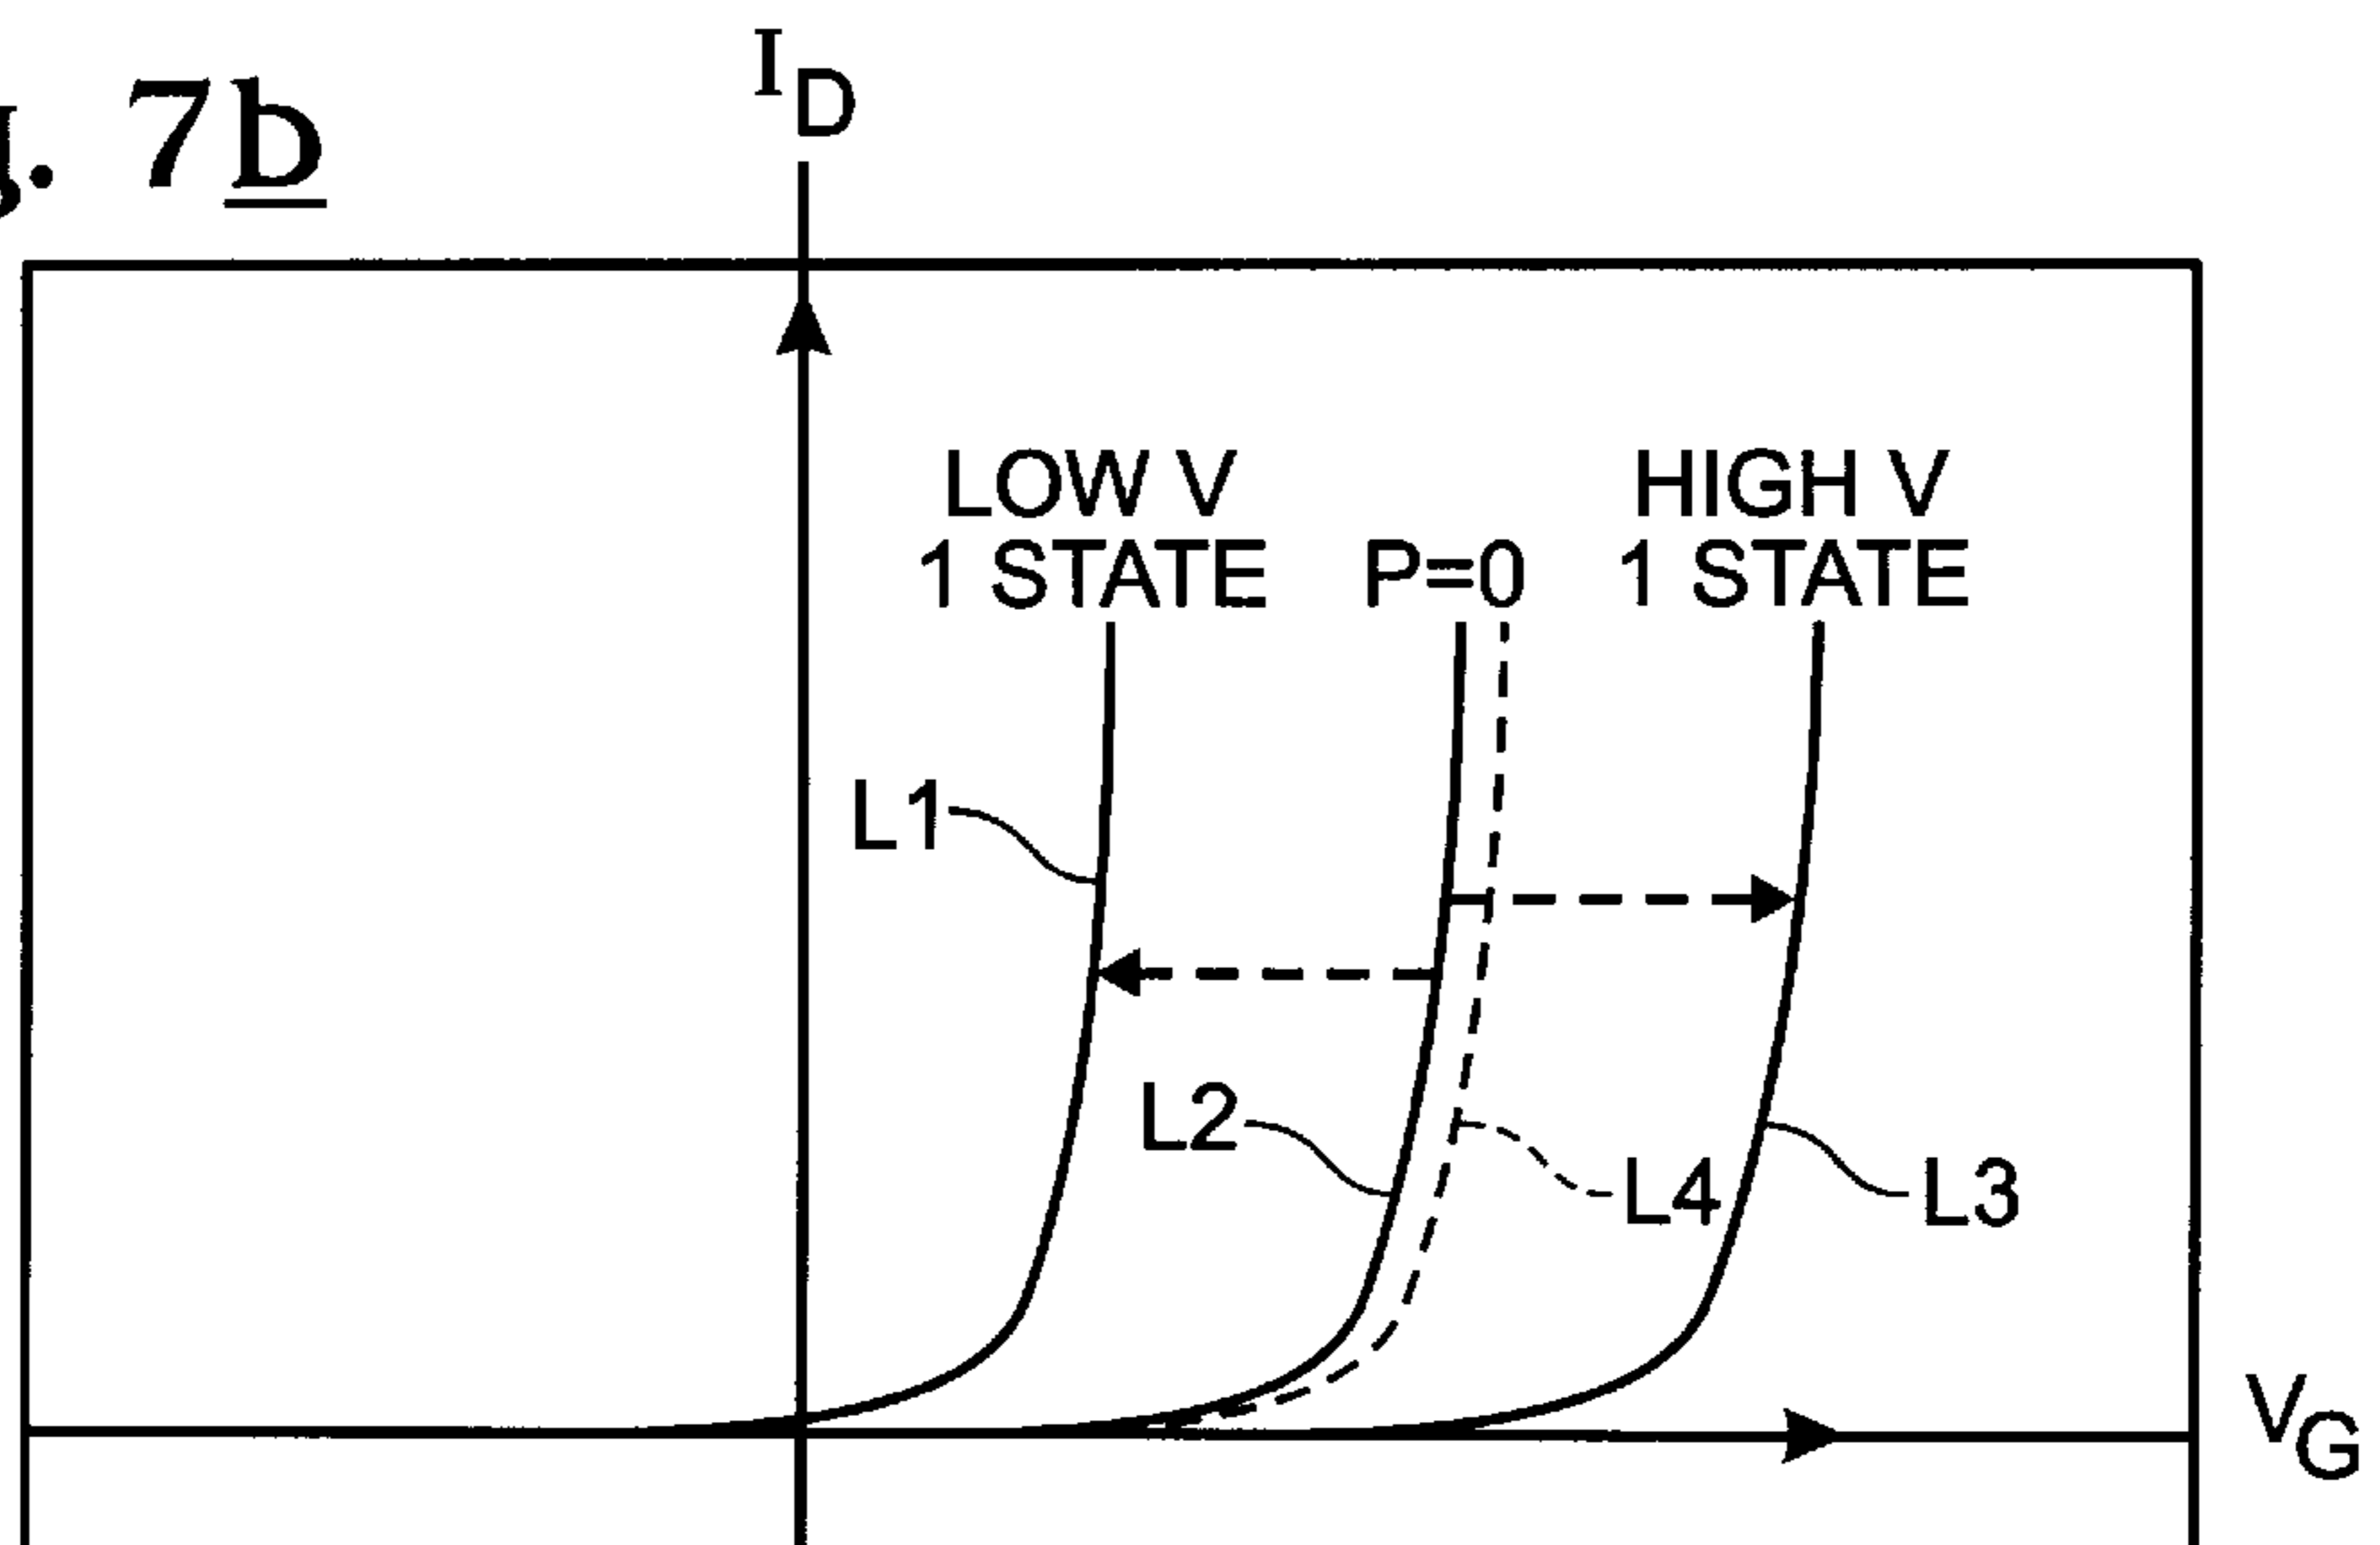 g. 7b
I_D
LOW V
1 STATE
P=0
HIGH V
1 STATE
L1
L2
L4
L3
V_G